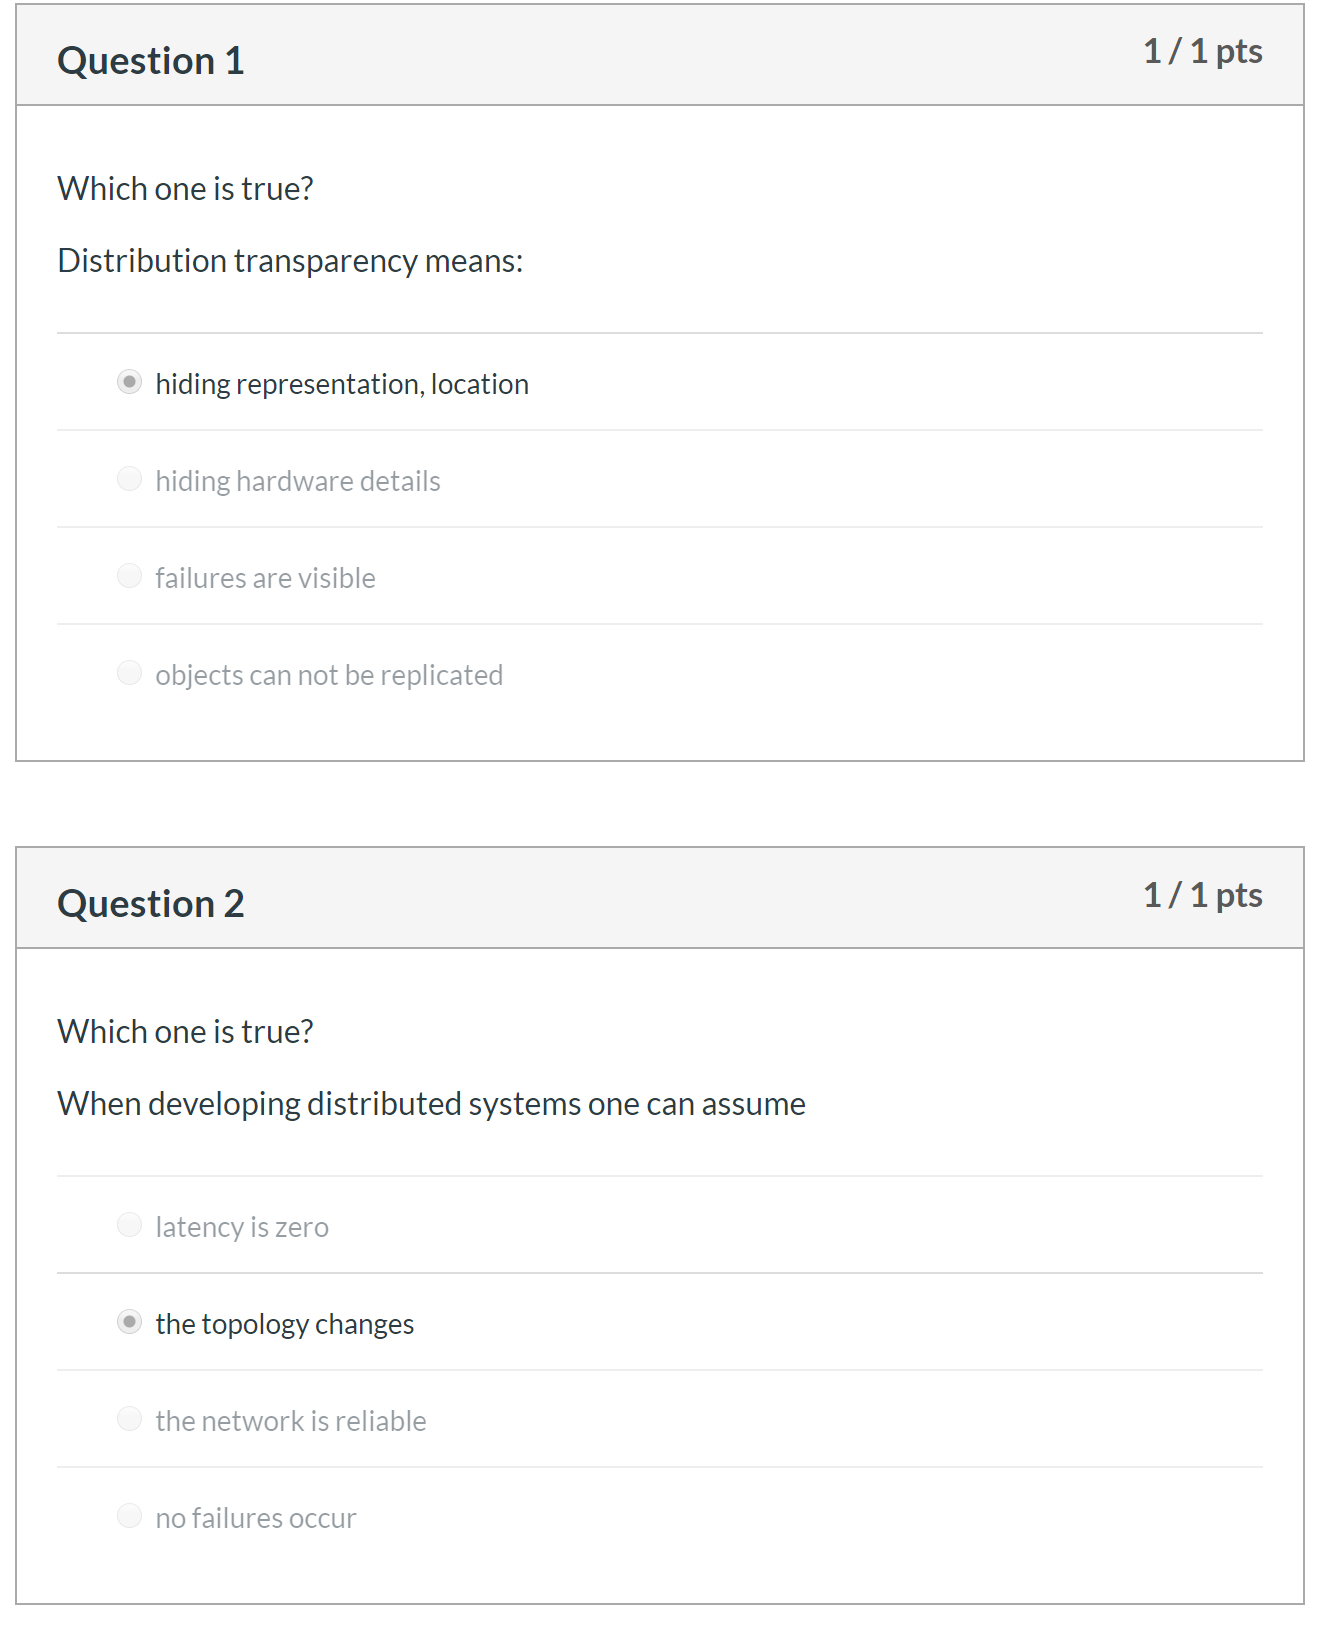 Question 1
1 / 1 pts
Which one is true?
Distribution transparency means:
hiding representation, location
hiding hardware details
failures are visible
objects can not be replicated
Question 2
1 / 1 pts
Which one is true?
When developing distributed systems one can assume
latency is zero
the topology changes
the network is reliable
no failures occur